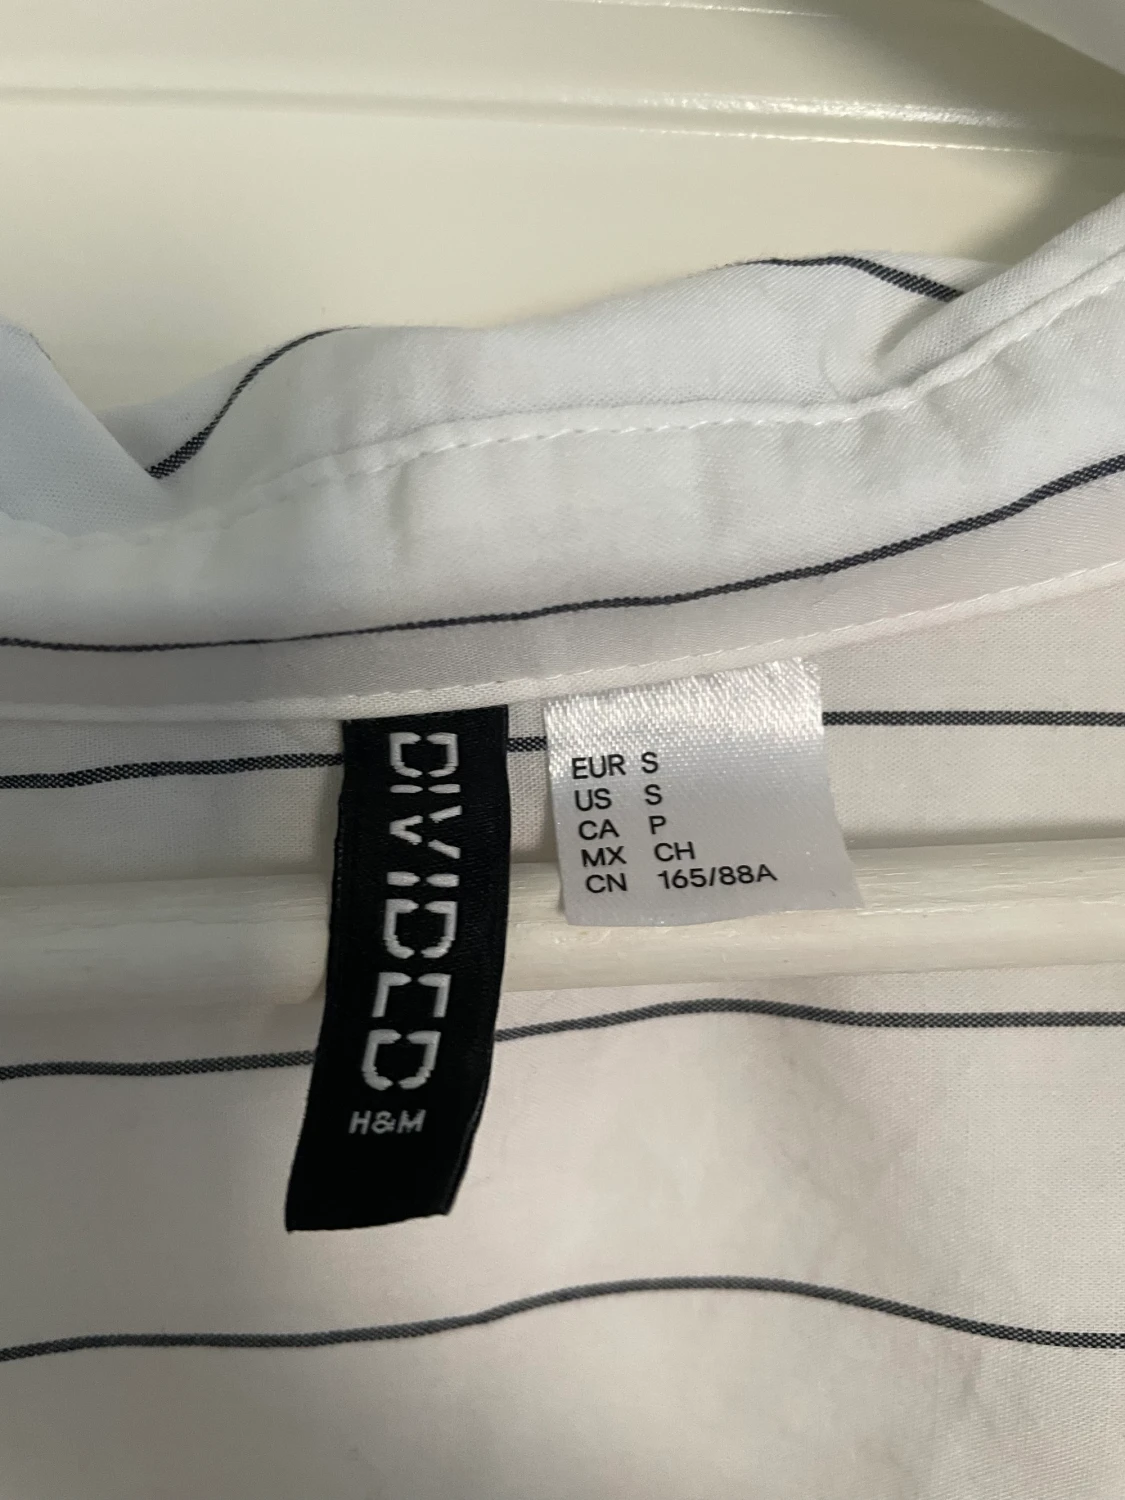 DIVIDED
H&M
EUR S
US S
CA P
MX CH
CN 165/88A